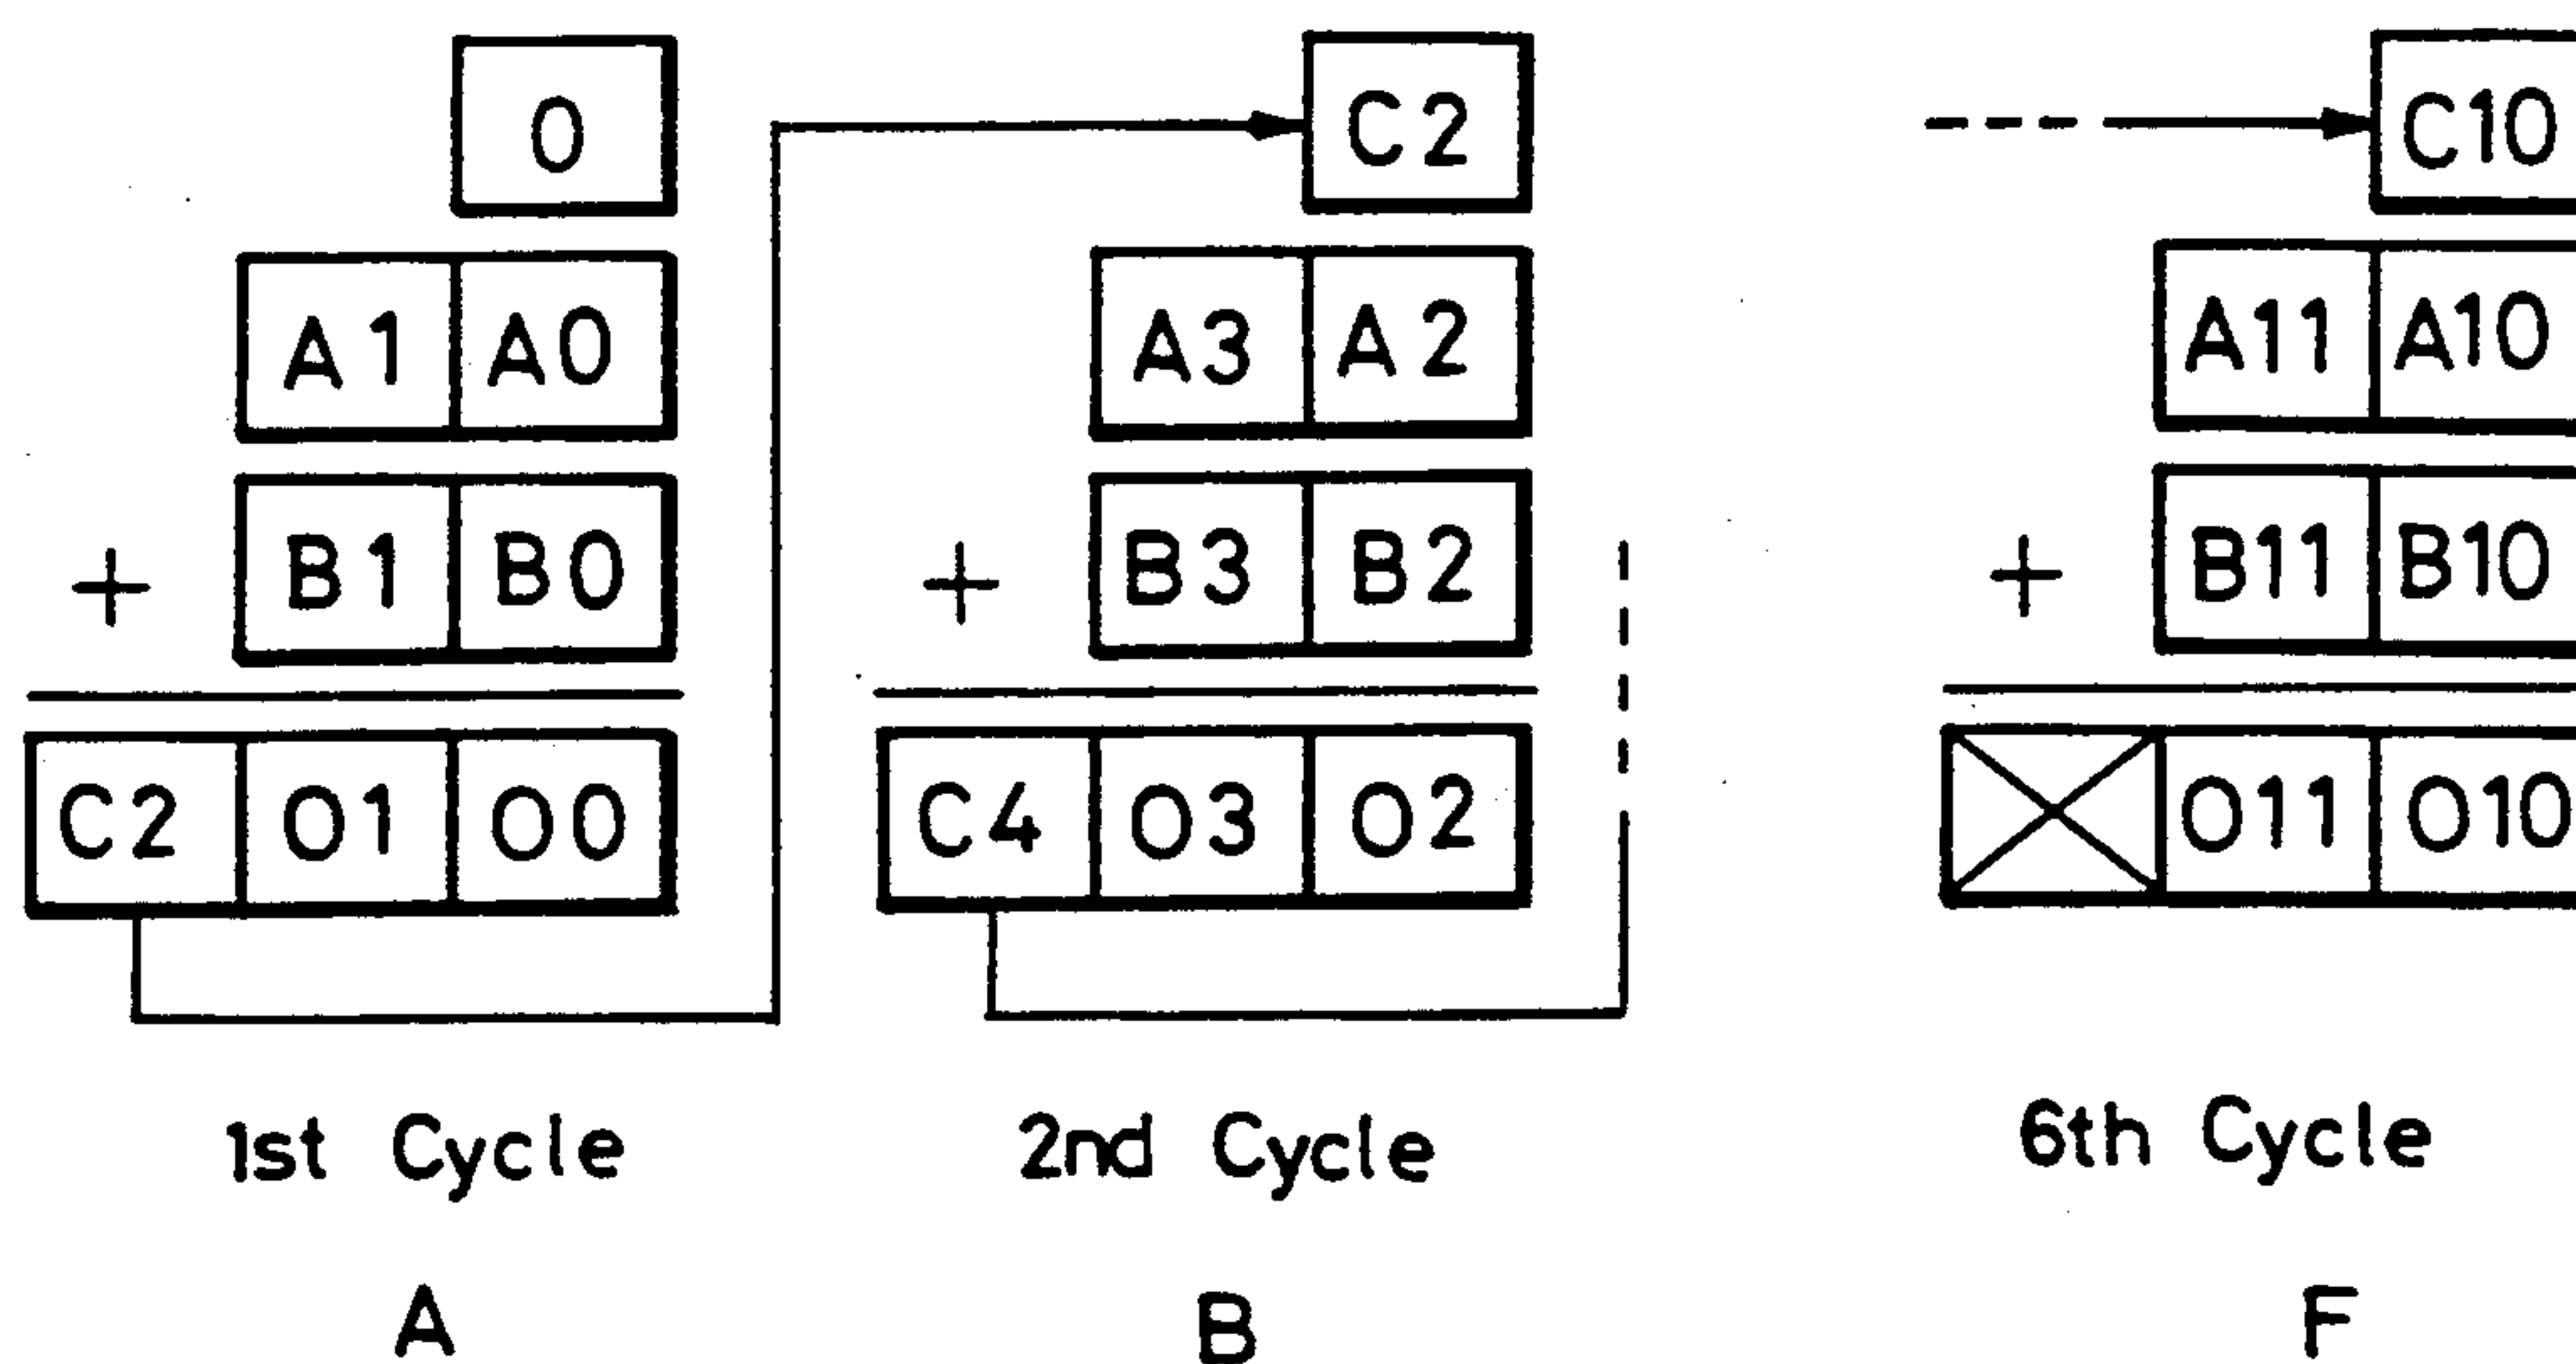 0 C2 C10
A1 A0 A3 A2 A11 A10
+ B1 B0 + B3 B2 + B11 B10
C2 O1 O0 C4 O3 O2 O11 O10
1st Cycle 2nd Cycle 6th Cycle
A B F